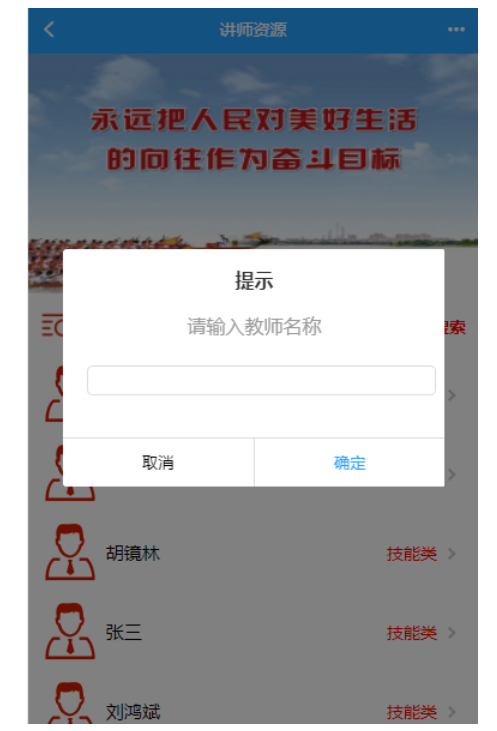 讲师资源
永远把人民对美好生活
的向往作为奋斗目标
提示
请输入教师名称
搜索
取消
确定
胡镜林
技能类
张三
技能类
刘鸿斌
技能类